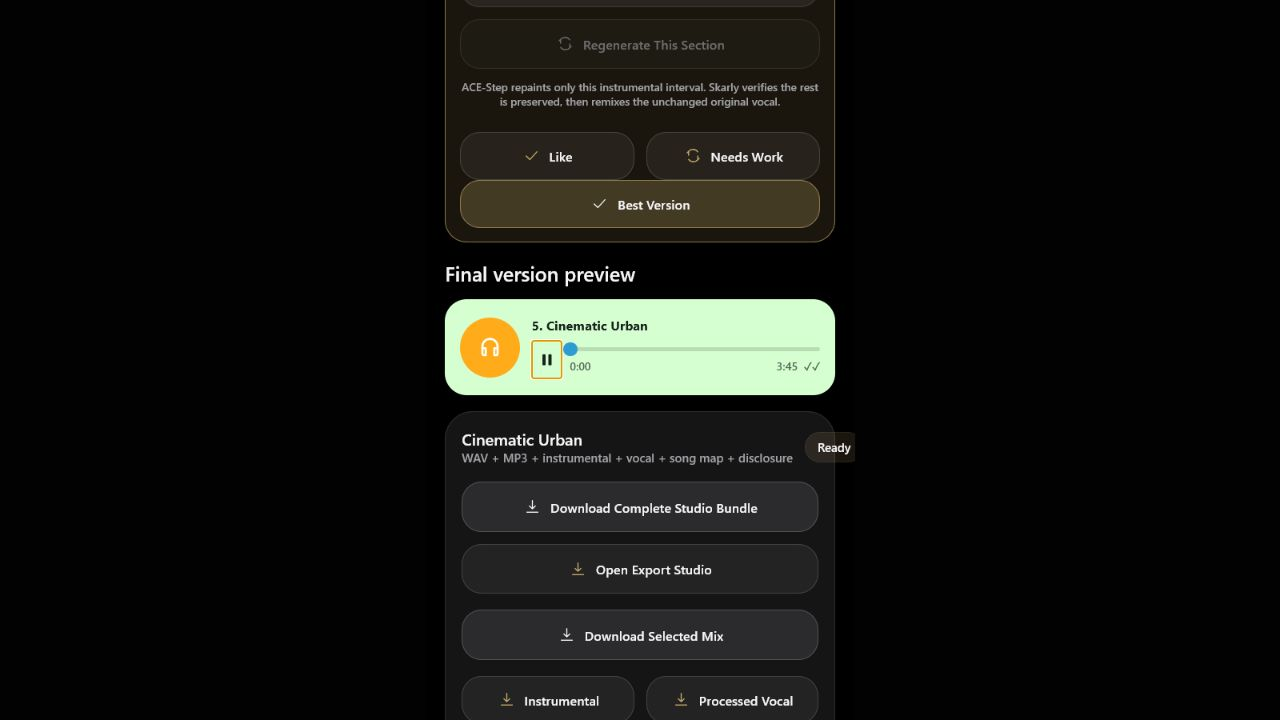 Regenerate This Section
ACE-Step repaints only this instrumental interval. Skarly verifies the rest
is preserved, then remixes the unchanged original vocal.
Like
Needs Work
Best Version
Final version preview
5. Cinematic Urban
0:00
3:45 ✓✓
Cinematic Urban
WAV + MP3 + instrumental + vocal + song map + disclosure
Ready
Download Complete Studio Bundle
Open Export Studio
Download Selected Mix
Instrumental
Processed Vocal